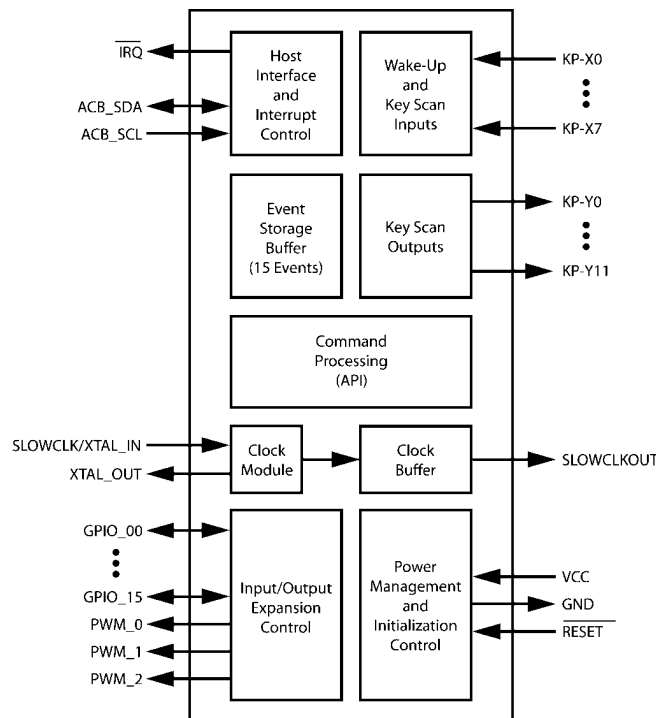 IRQ
ACB_SDA
ACB_SCL
Host
Interface
and
Interrupt
Control
Wake-Up
and
Key Scan
Inputs
KP-X0
KP-X7
Event
Storage
Buffer
(15 Events)
Key Scan
Outputs
KP-Y0
KP-Y11
Command
Processing
(API)
SLOWCLK/XTAL_IN
XTAL_OUT
Clock
Module
Clock
Buffer
SLOWCLKOUT
GPIO_00
GPIO_15
PWM_0
PWM_1
PWM_2
Input/Output
Expansion
Control
Power
Management
and
Initialization
Control
VCC
GND
RESET